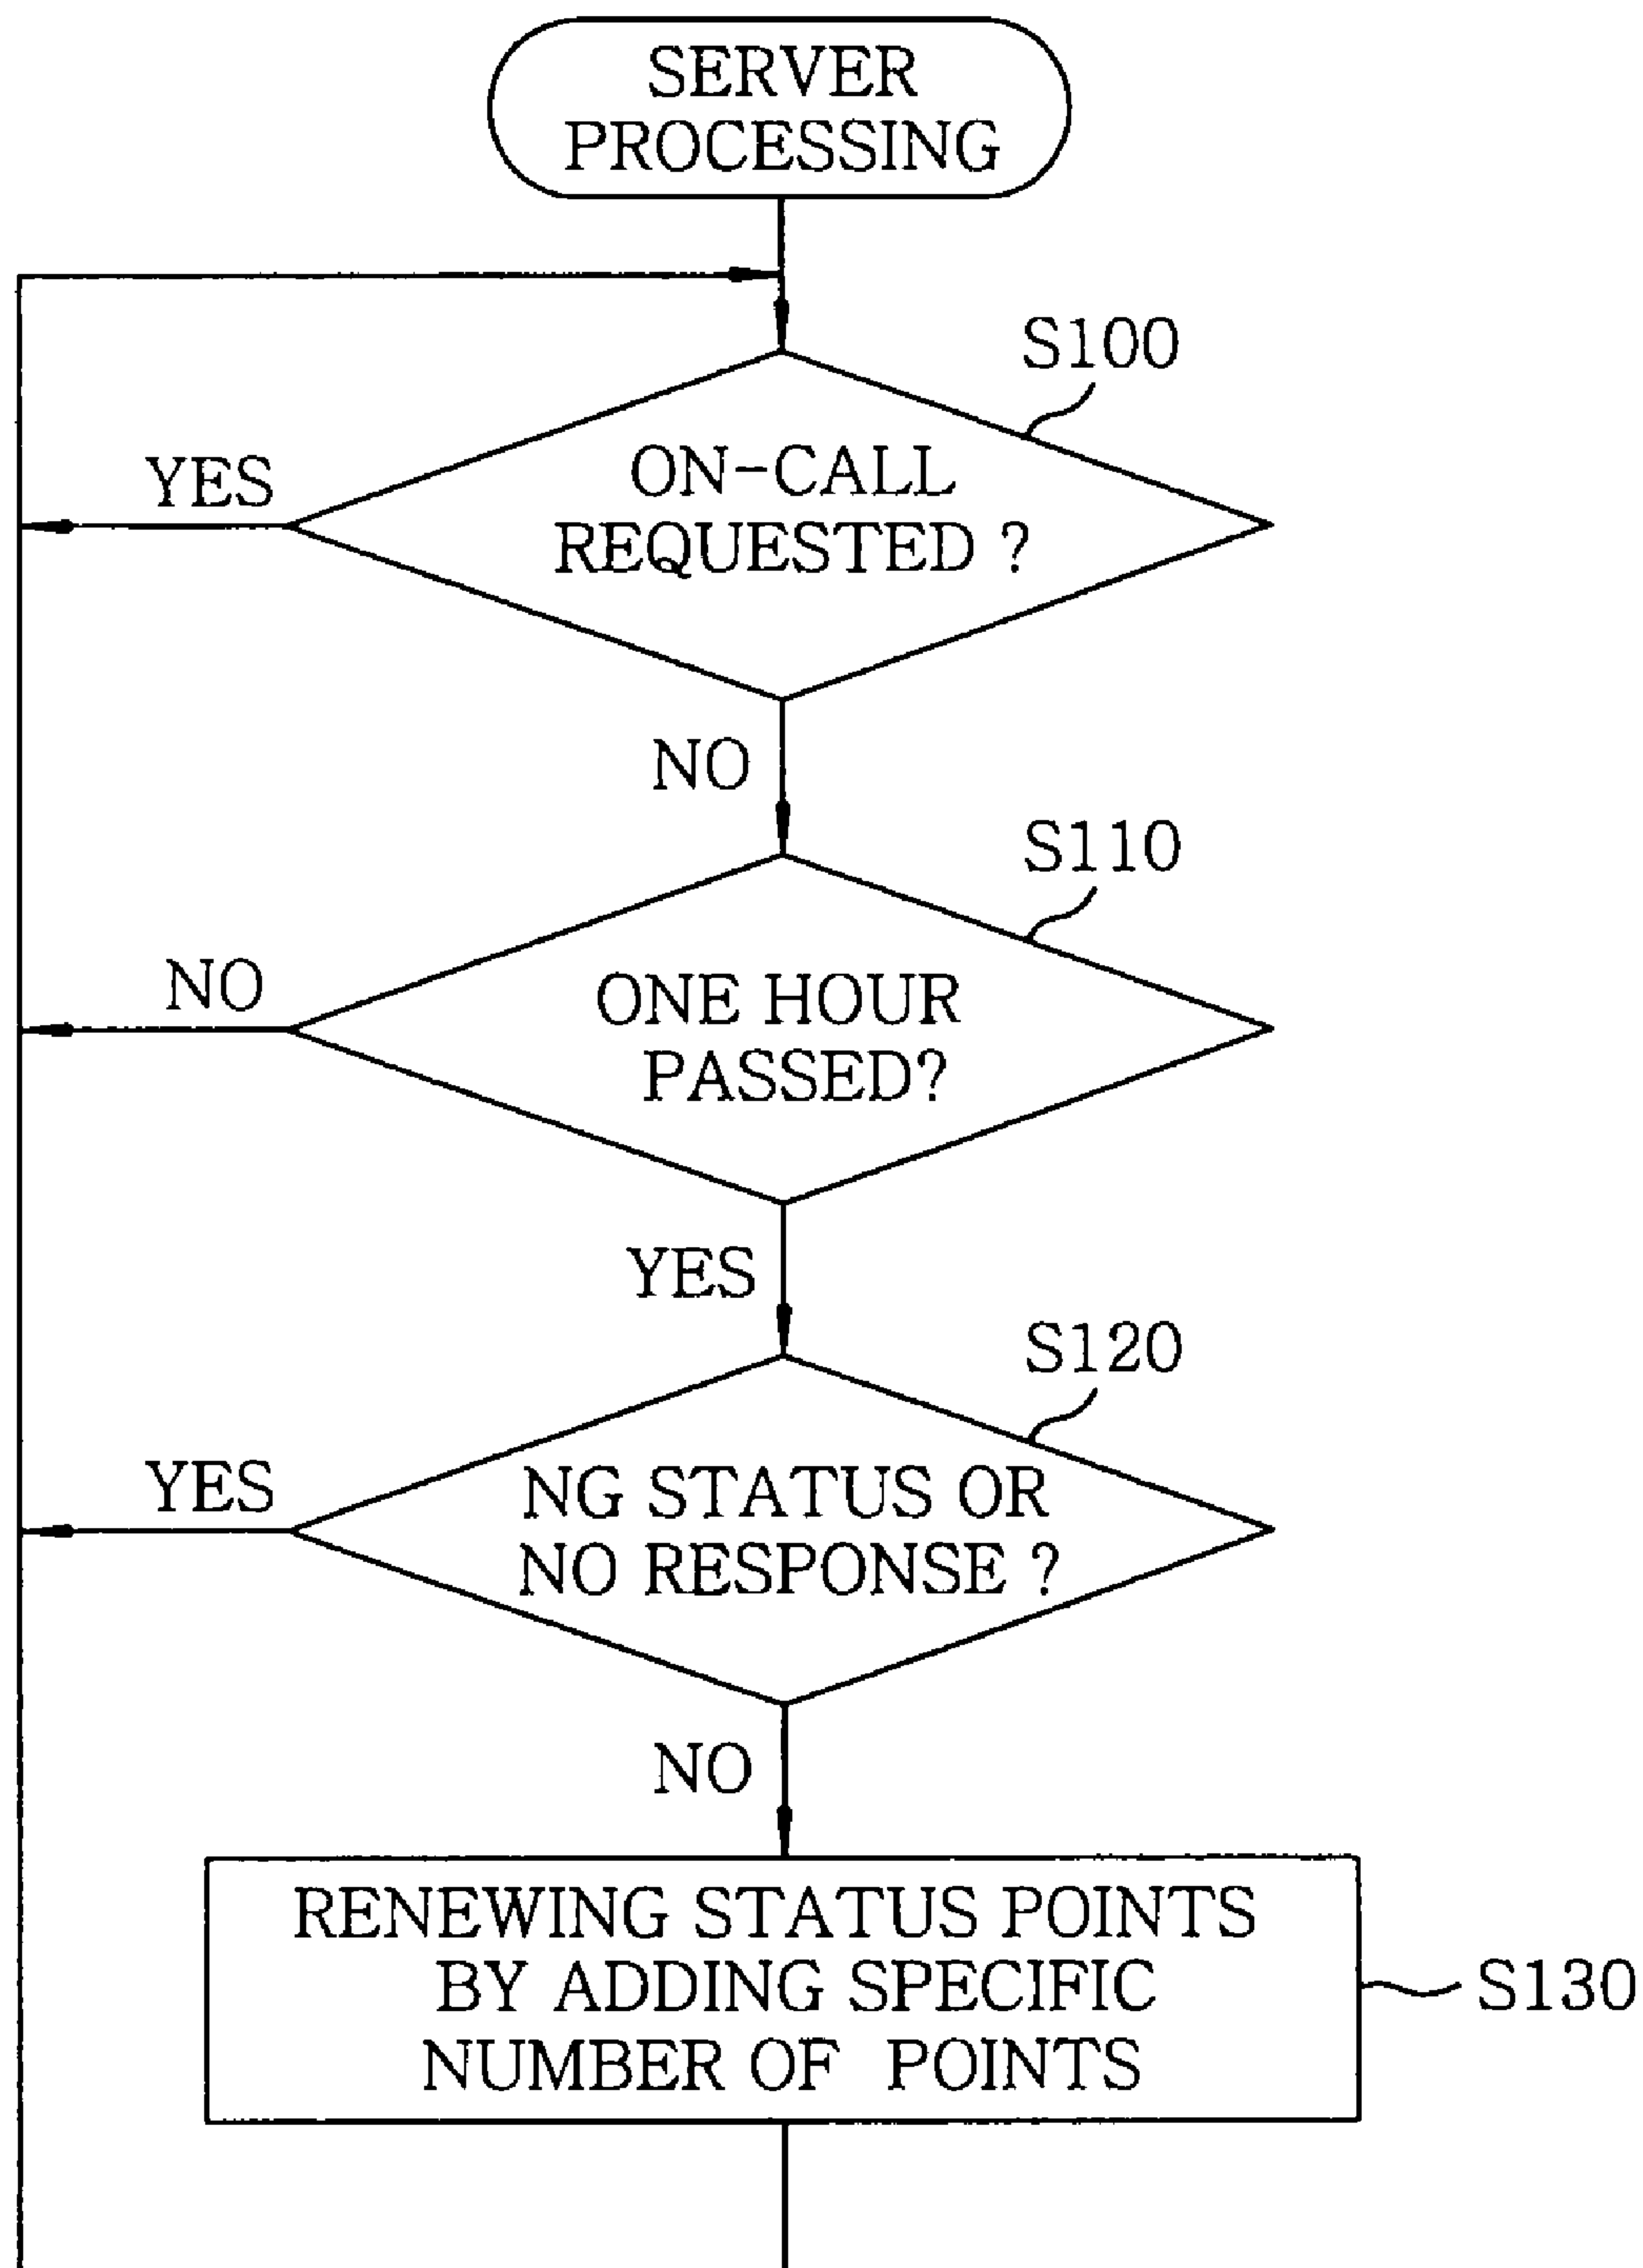 SERVER
PROCESSING
S100
ON-CALL
REQUESTED ?
YES
NO
S110
ONE HOUR
PASSED?
NO
YES
S120
NG STATUS OR
NO RESPONSE ?
YES
NO
RENEWING STATUS POINTS
BY ADDING SPECIFIC
NUMBER OF POINTS
S130